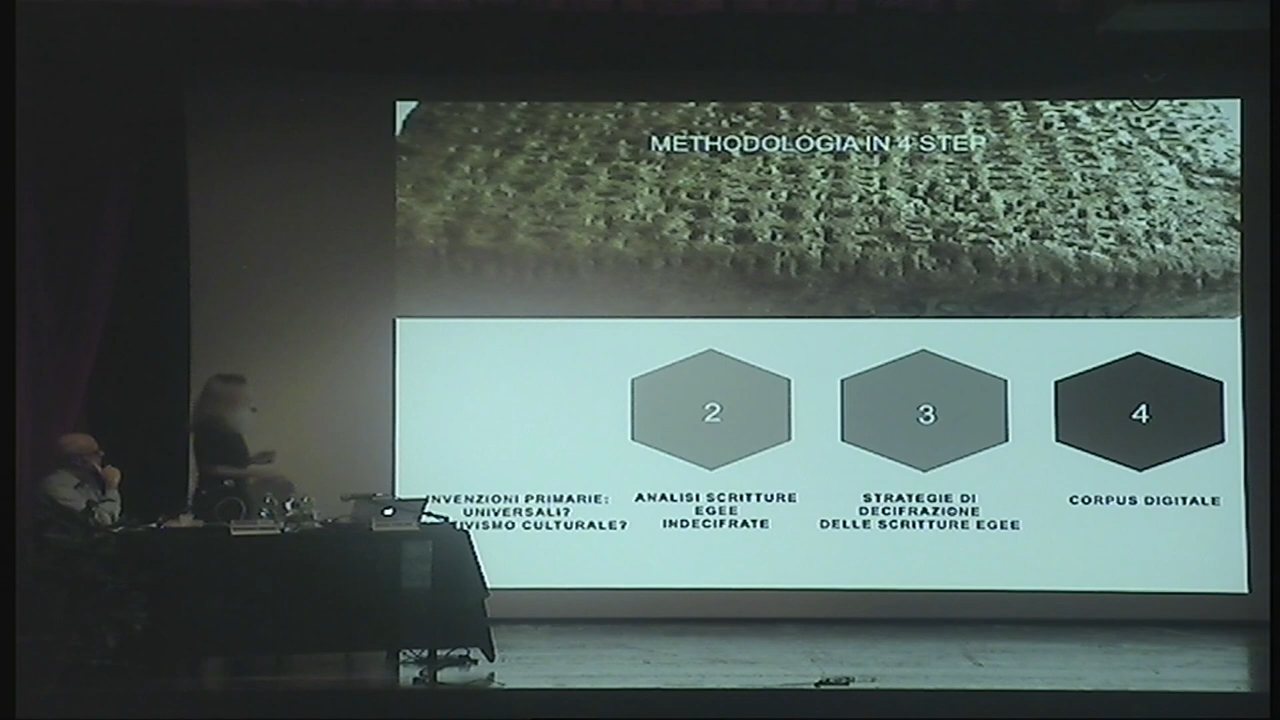 METHODOLOGIA IN 4 STEP
2
3
4
INVENZIONI PRIMARIE:
UNIVERSALI?
CULTURALE?
ANALISI SCRITTURE
EGEE
INDECIFRATE
STRATEGIE DI
DECIFRAZIONE
DELLE SCRITTURE EGEE
CORPUS DIGITALE